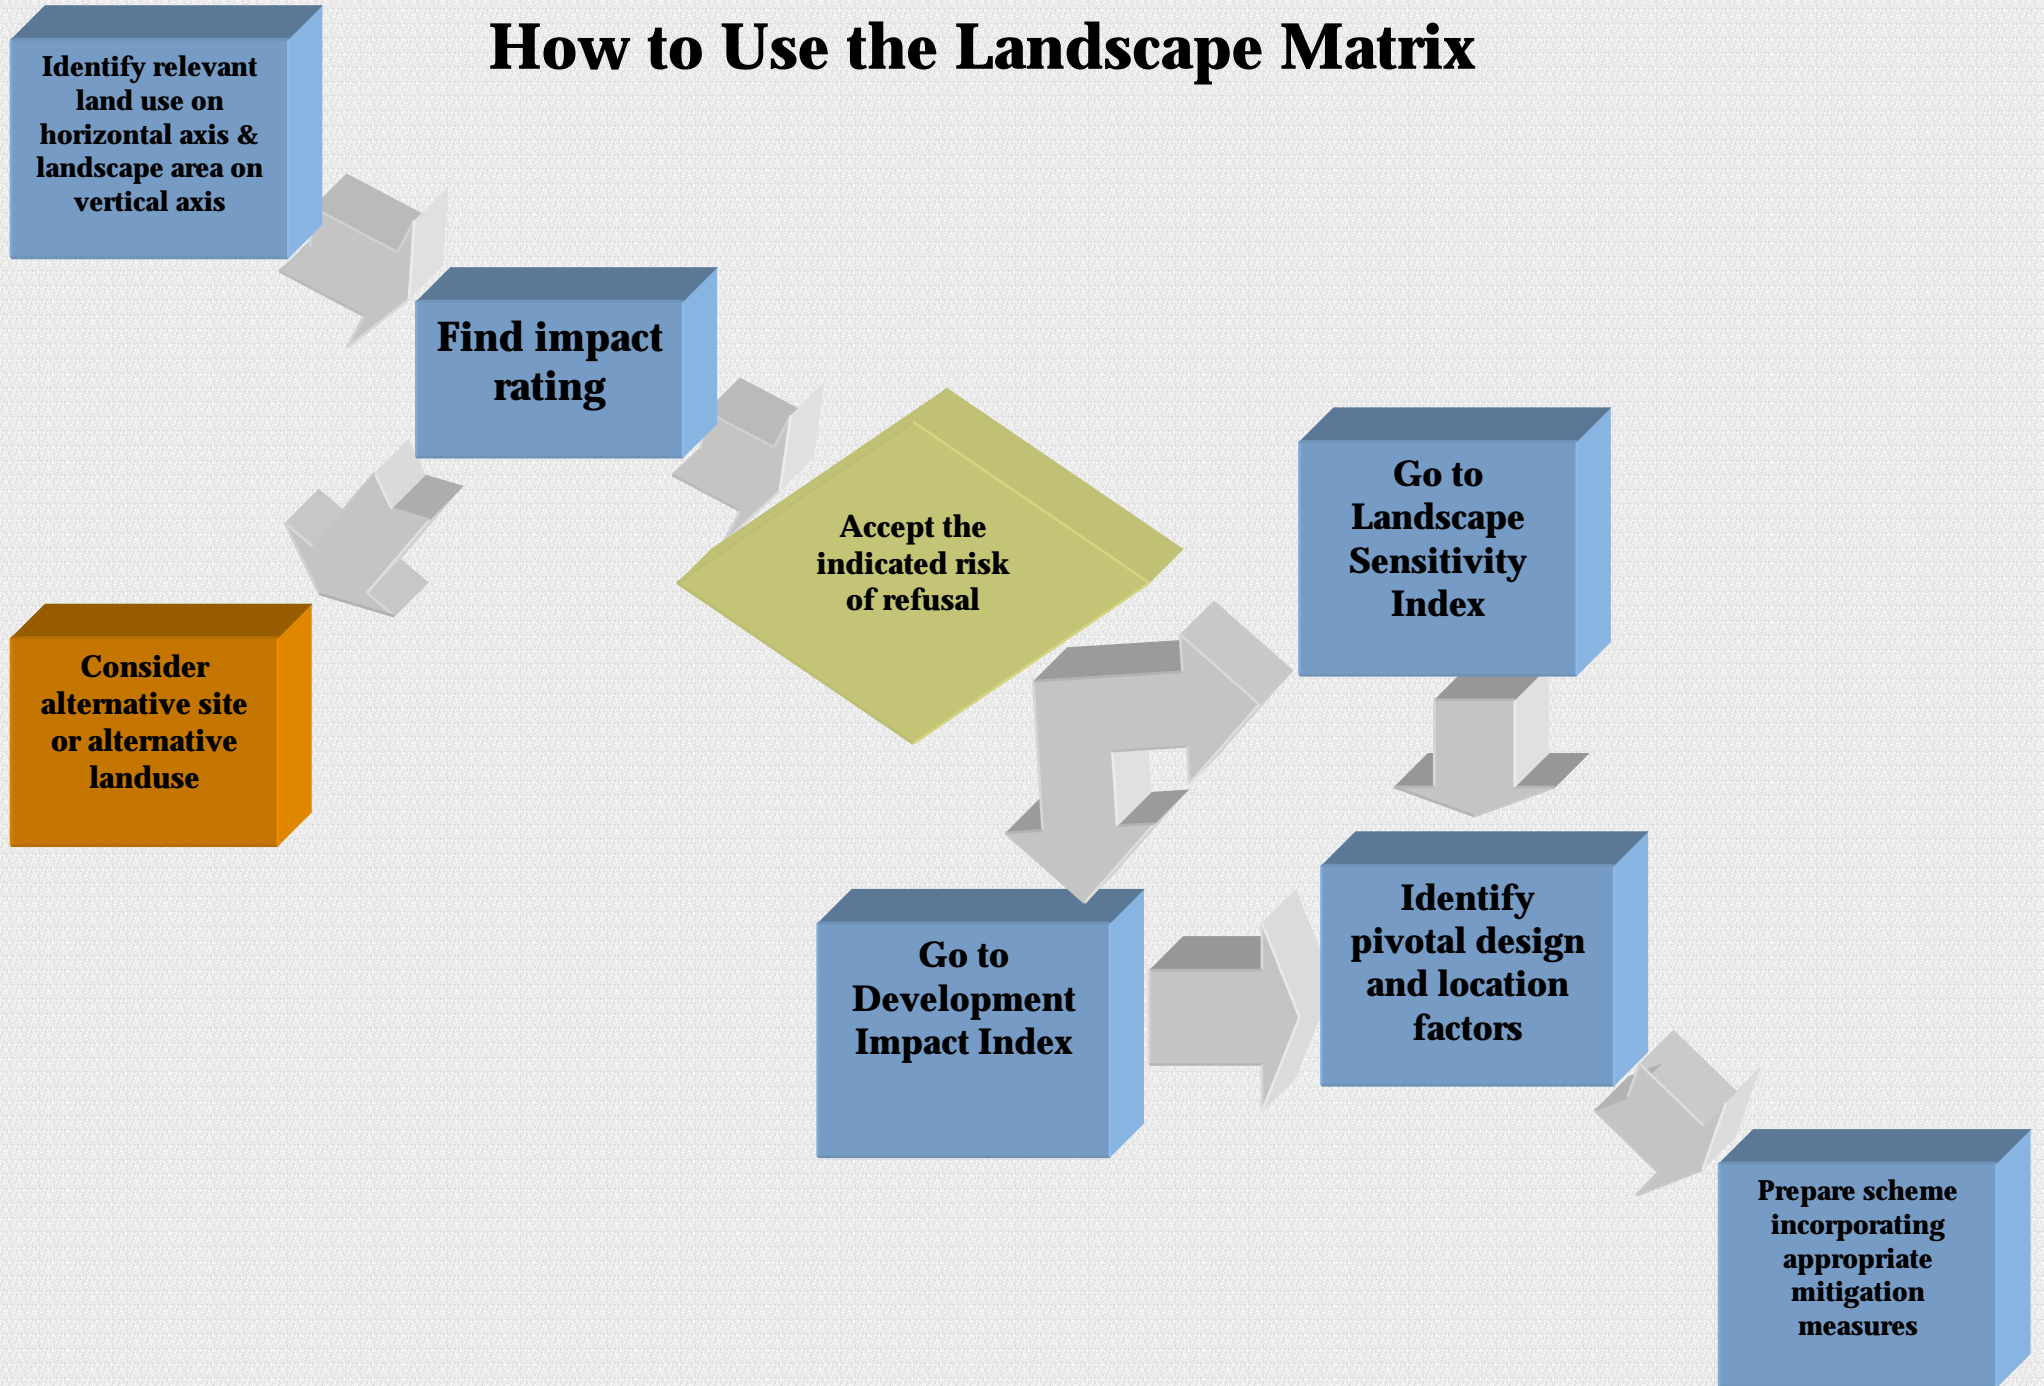 How to Use the Landscape Matrix
Identify relevant
land use on
horizontal axis &
landscape area on
vertical axis
Find impact
rating
Accept the
indicated risk
of refusal
Go to
Landscape
Sensitivity
Index
Consider
alternative site
or alternative
landuse
Go to
Development
Impact Index
Identify
pivotal design
and location
factors
Prepare scheme
incorporating
appropriate
mitigation
measures